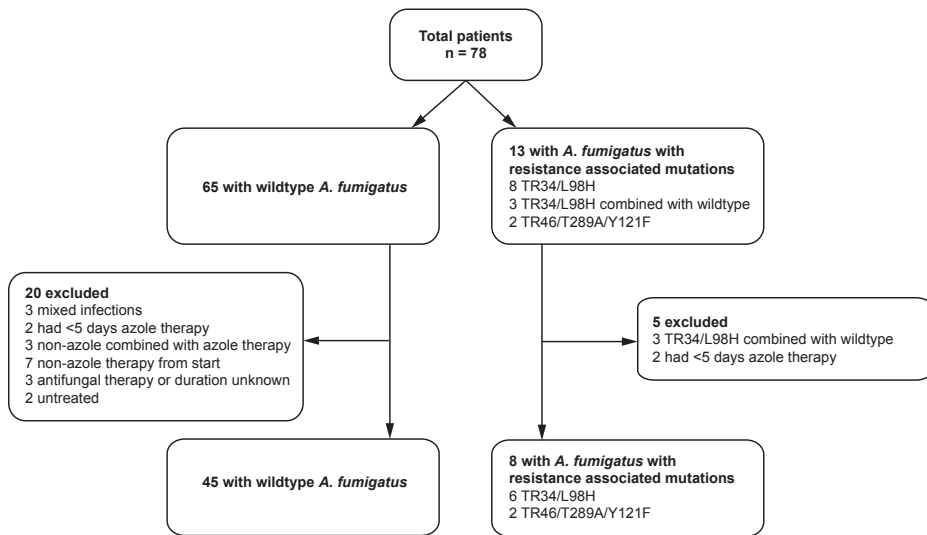 Total patients
n = 78
65 with wildtype A. fumigatus
13 with A. fumigatus with
resistance associated mutations
8 TR34/L98H
3 TR34/L98H combined with wildtype
2 TR46/T289A/Y121F
20 excluded
3 mixed infections
2 had <5 days azole therapy
3 non-azole combined with azole therapy
7 non-azole therapy from start
3 antifungal therapy or duration unknown
2 untreated
5 excluded
3 TR34/L98H combined with wildtype
2 had <5 days azole therapy
45 with wildtype A. fumigatus
8 with A. fumigatus with
resistance associated mutations
6 TR34/L98H
2 TR46/T289A/Y121F